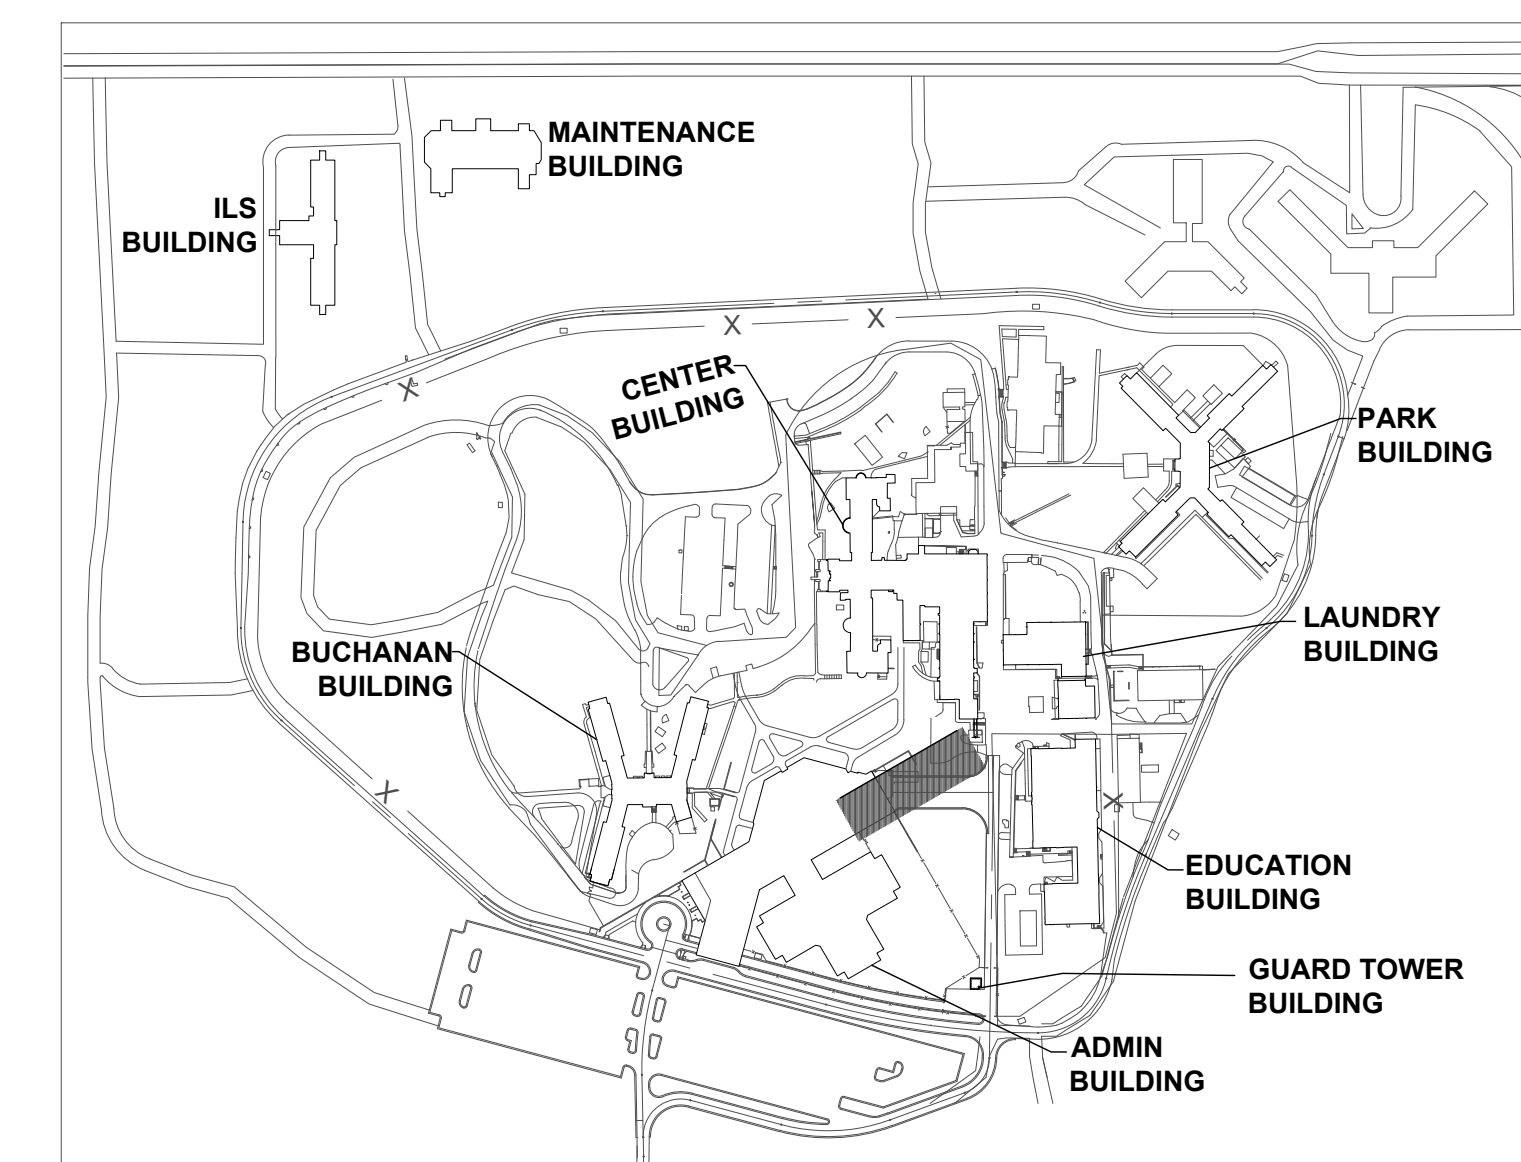 MAINTENANCE
BUILDING
ILS
BUILDING
X
X
X
CENTER
BUILDING
PARK
BUILDING
LAUNDRY
BUILDING
BUCHANAN
BUILDING
X
X
EDUCATION
BUILDING
GUARD TOWER
BUILDING
ADMIN
BUILDING